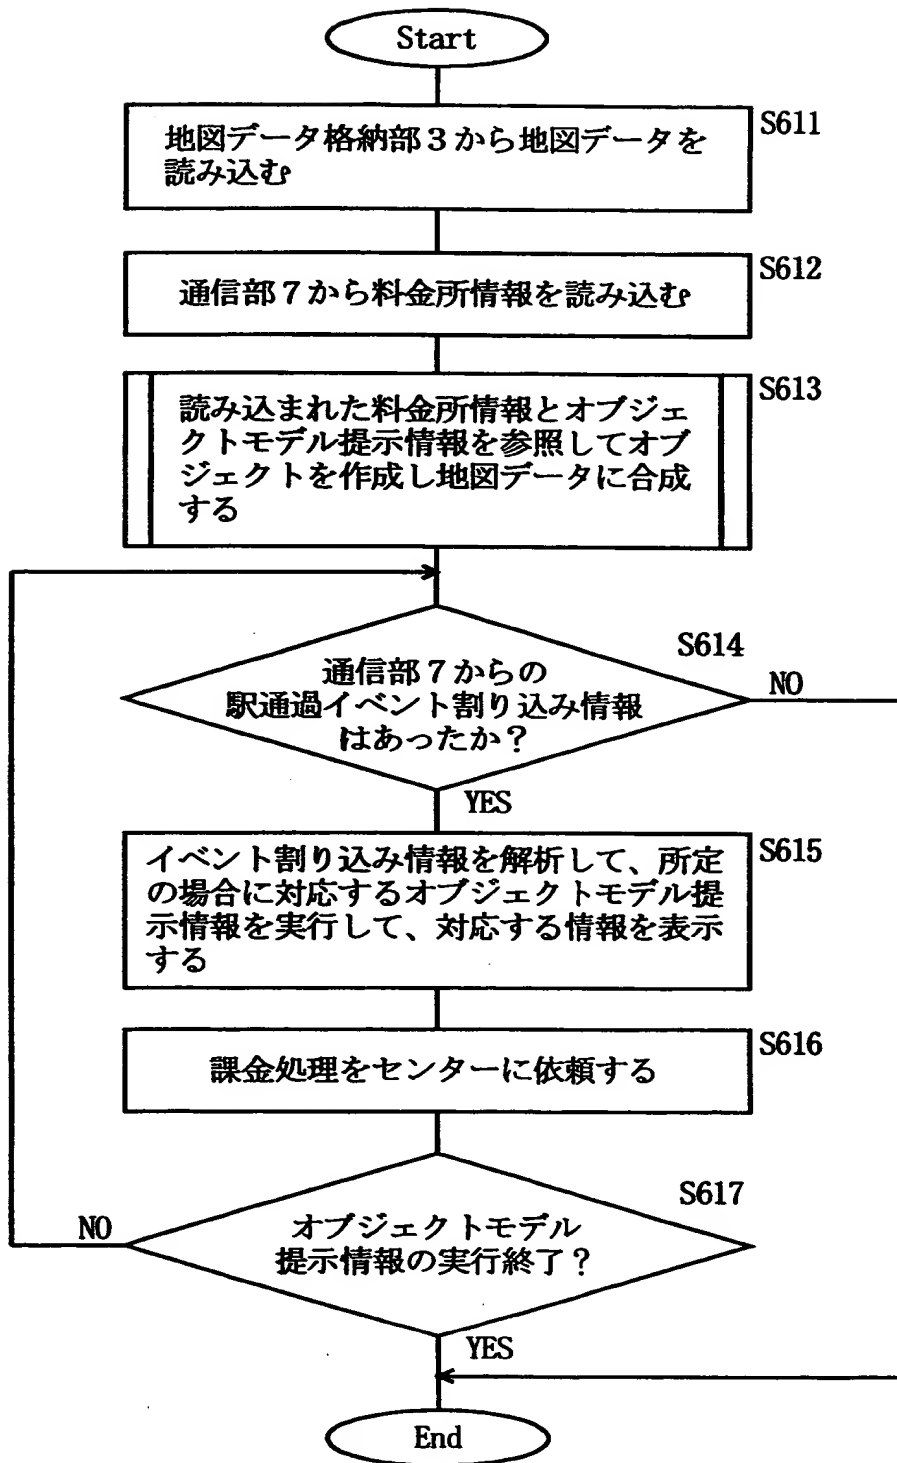 Start
S611
地図データ格納部3から地図データを
読み込む
S612
通信部7から料金所情報を読み込む
S613
読み込まれた料金所情報とオブジェ
クトモデル提示情報を参照してオブ
ジェクトを作成し地図データに合成
する
S614
通信部7からの
駅通過イベント割り込み情報
はあったか?
NO
YES
S615
イベント割り込み情報を解析して、所定
の場合に対応するオブジェクトモデル提
示情報を実行して、対応する情報を表示
する
S616
課金処理をセンターに依頼する
S617
オブジェクトモデル
提示情報の実行終了?
NO
YES
End